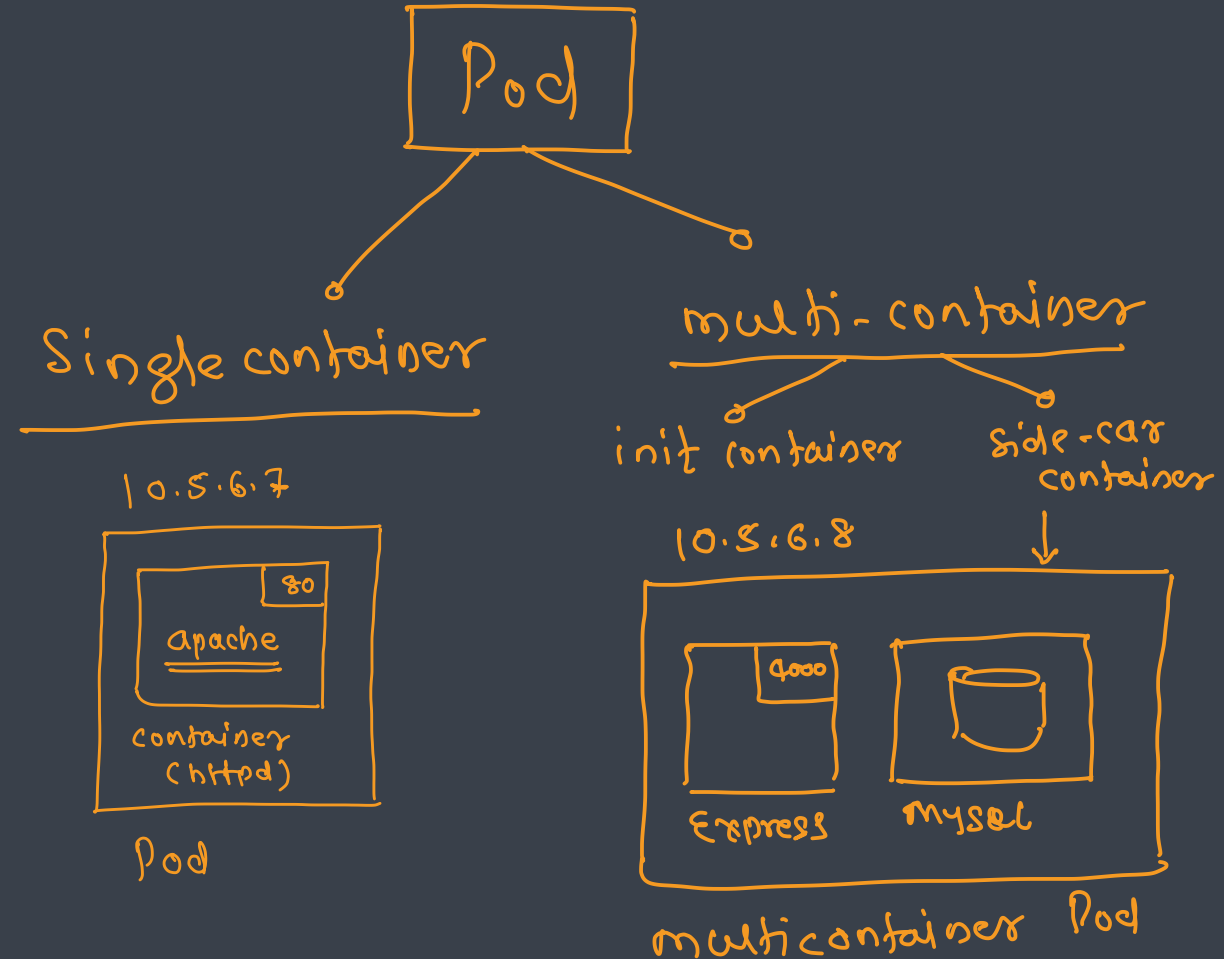 Pod
Single container
multi-container
init container
side-car
container
10.5.6.7
80
apache
container
(httpd)
Pod
10.5.6.8
4000
Express
MySQL
multicontainer Pod